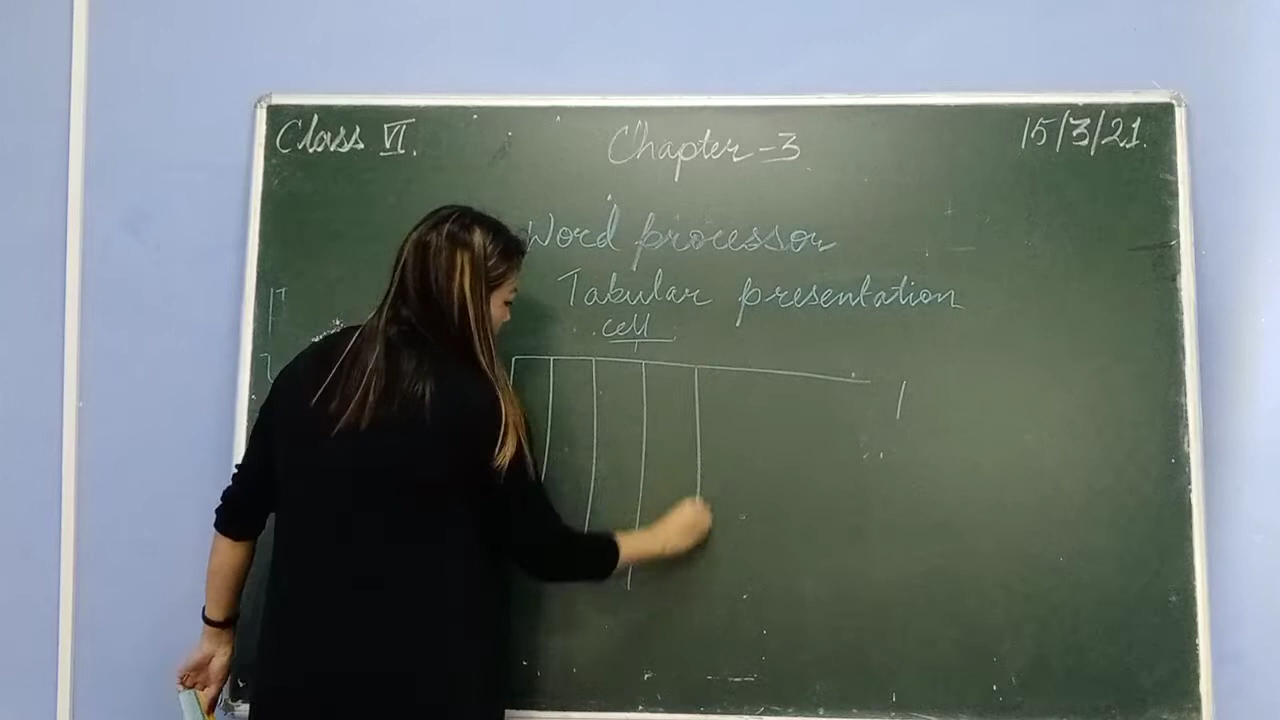 Class VI.
Chapter-3
15/3/21.
Word processor
Tabular presentation
cell